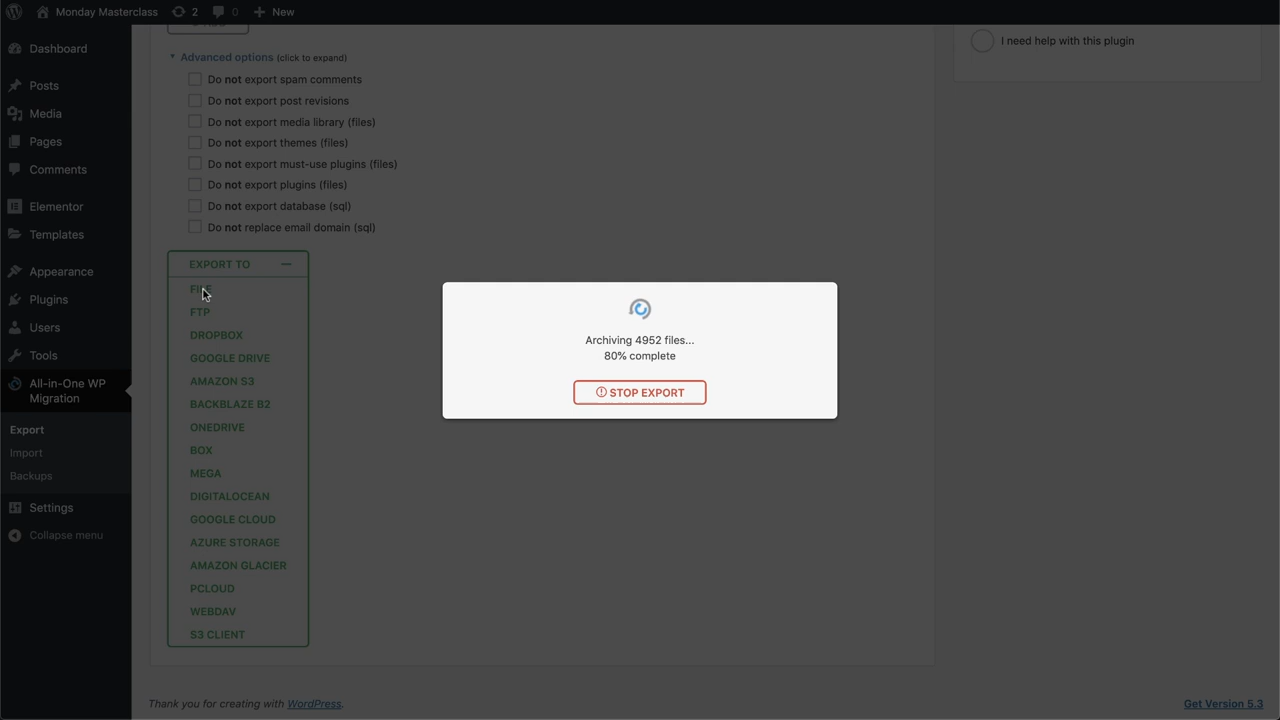 Monday Masterclass
2
0
New
Dashboard
Posts
Media
Pages
Comments
Elementor
Templates
Appearance
Plugins
Users
Tools
All-in-One WP
Migration
Export
Import
Backups
Settings
Collapse menu
Advanced options (click to expand)
Do not export spam comments
Do not export post revisions
Do not export media library (files)
Do not export themes (files)
Do not export must-use plugins (files)
Do not export plugins (files)
Do not export database (sql)
Do not replace email domain (sql)
EXPORT TO
FILE
FTP
DROPBOX
GOOGLE DRIVE
AMAZON S3
BACKBLAZE B2
ONEDRIVE
BOX
MEGA
DIGITALOCEAN
GOOGLE CLOUD
AZURE STORAGE
AMAZON GLACIER
PCLOUD
WEBDAV
S3 CLIENT
Archiving 4952 files...
80% complete
STOP EXPORT
I need help with this plugin
Thank you for creating with WordPress.
Get Version 5.3